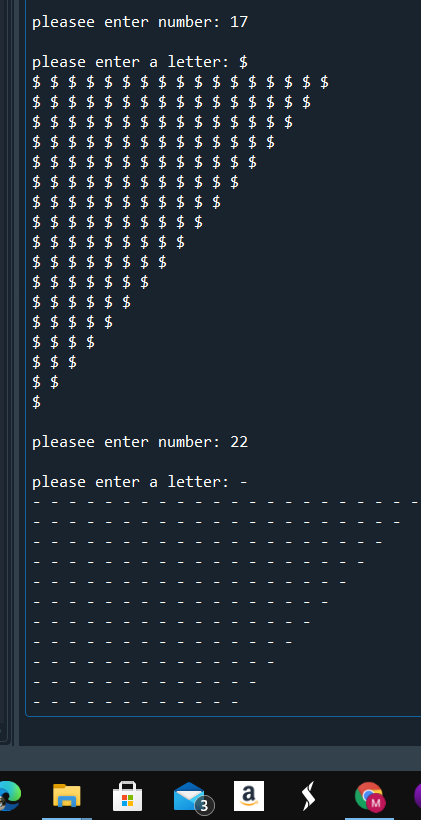 pleasee enter number: 17
please enter a letter: $
$ $ $ $ $ $ $ $ $ $ $ $ $ $ $ $ $
$ $ $ $ $ $ $ $ $ $ $ $ $ $ $ $
$ $ $ $ $ $ $ $ $ $ $ $ $ $ $
$ $ $ $ $ $ $ $ $ $ $ $ $ $
$ $ $ $ $ $ $ $ $ $ $ $ $
$ $ $ $ $ $ $ $ $ $ $ $
$ $ $ $ $ $ $ $ $ $ $
$ $ $ $ $ $ $ $ $ $
$ $ $ $ $ $ $ $ $
$ $ $ $ $ $ $ $
$ $ $ $ $ $ $
$ $ $ $ $ $
$ $ $ $ $
$ $ $ $
$ $ $
$ $
$
pleasee enter number: 22
please enter a letter: -
- - - - - - - - - - - - - - - - - - - - - -
- - - - - - - - - - - - - - - - - - - - -
- - - - - - - - - - - - - - - - - - - -
- - - - - - - - - - - - - - - - - - -
- - - - - - - - - - - - - - - - - -
- - - - - - - - - - - - - - - - -
- - - - - - - - - - - - - - - -
- - - - - - - - - - - - - - -
- - - - - - - - - - - - - -
- - - - - - - - - - - - -
- - - - - - - - - - - -
3 a M